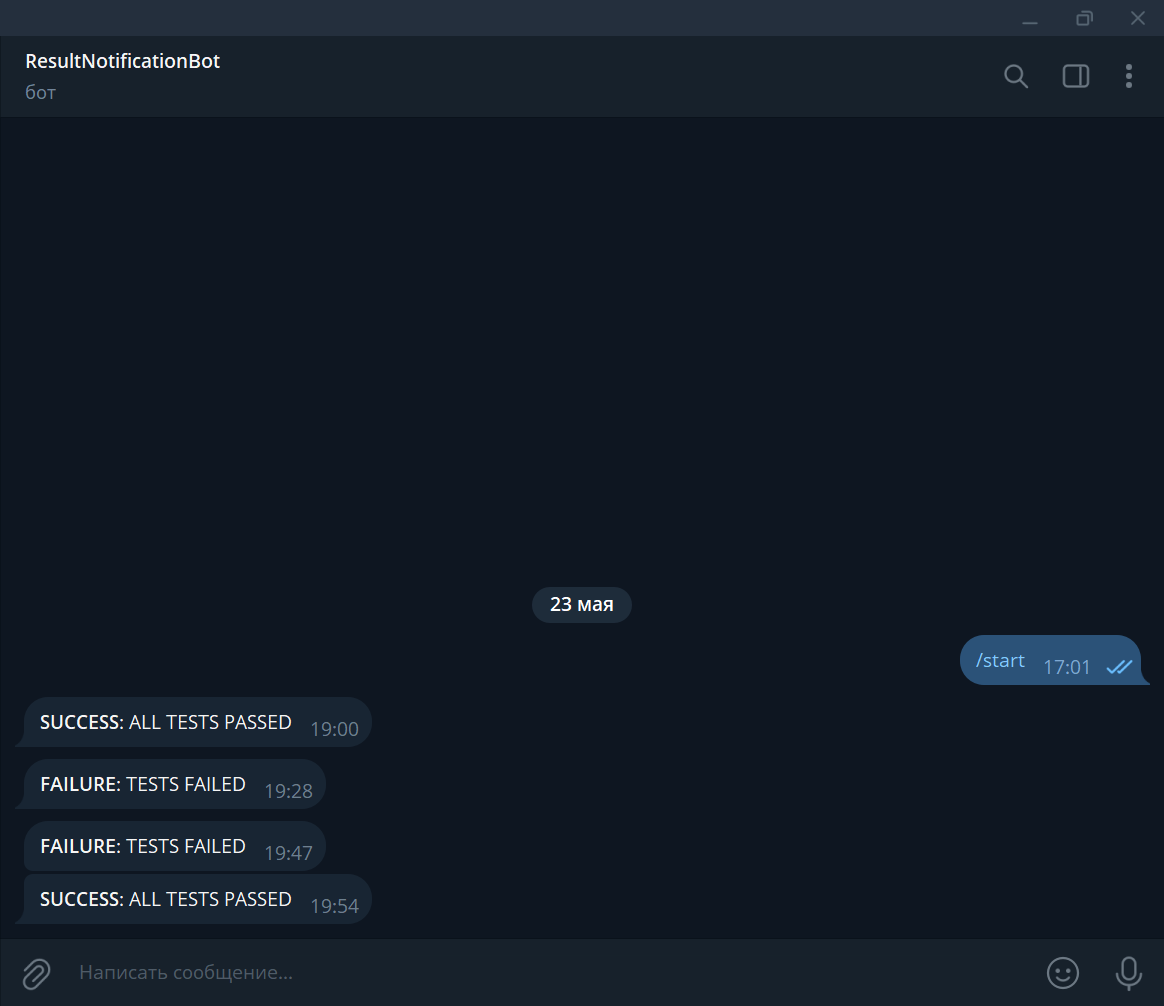 ResultNotificationBot
бот
23 мая
/start 17:01
SUCCESS: ALL TESTS PASSED 19:00
FAILURE: TESTS FAILED 19:28
FAILURE: TESTS FAILED 19:47
SUCCESS: ALL TESTS PASSED 19:54
Написать сообщение...